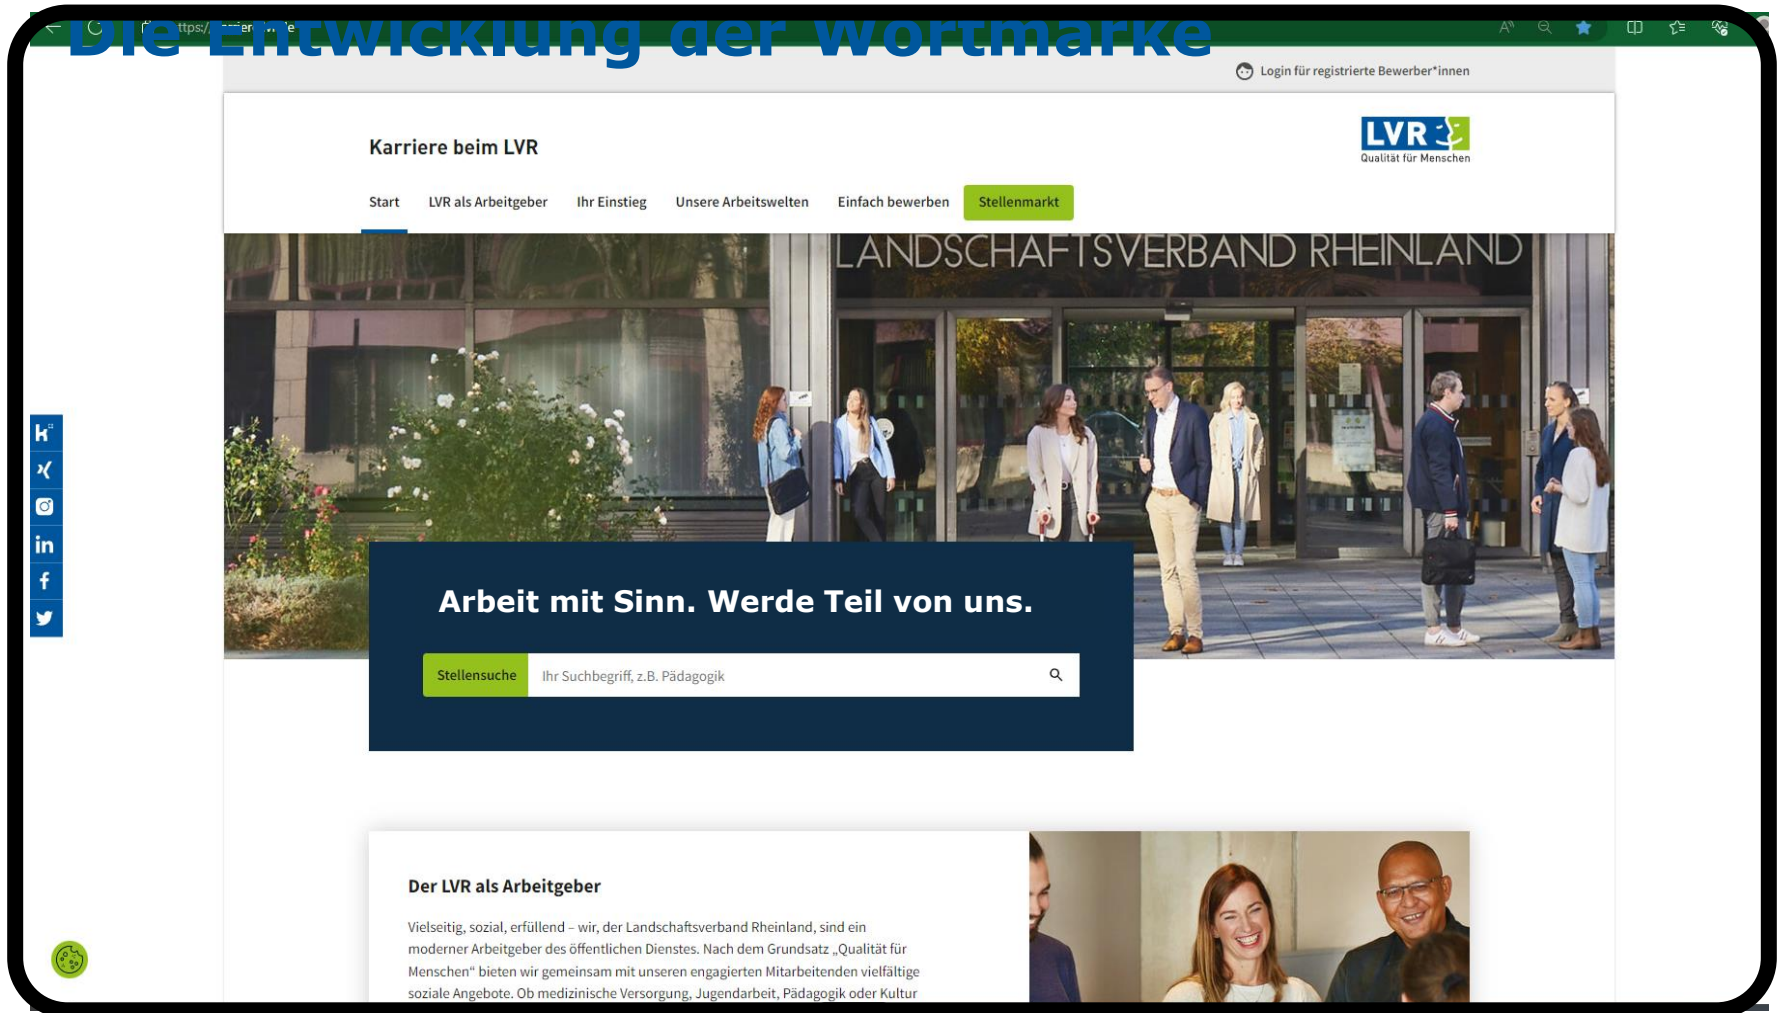 Die Entwicklung der Wortmarke
Login für registrierte Bewerber*innen
Karriere beim LVR
LVR
Qualität für Menschen
Start LVR als Arbeitgeber Ihr Einstieg Unsere Arbeitswelten Einfach bewerben Stellenmarkt
LANDSCHAFTSVERBAND RHEINLAND
Arbeit mit Sinn. Werde Teil von uns.
Stellensuche Ihr Suchbegriff, z.B. Pädagogik
Der LVR als Arbeitgeber
Vielseitig, sozial, erfüllend – wir, der Landschaftsverband Rheinland, sind ein
moderner Arbeitgeber des öffentlichen Dienstes. Nach dem Grundsatz „Qualität für
Menschen“ bieten wir gemeinsam mit unseren engagierten Mitarbeitenden vielfältige
soziale Angebote. Ob medizinische Versorgung, Jugendarbeit, Pädagogik oder Kultur